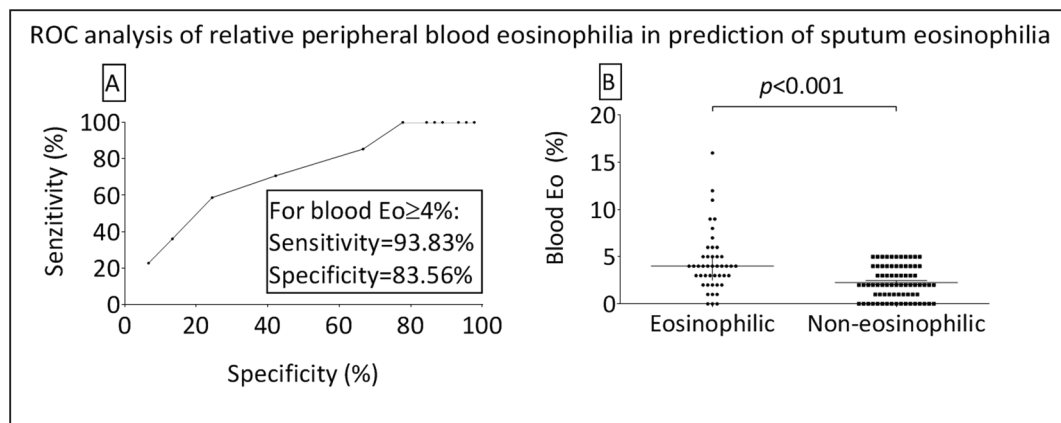 ROC analysis of relative peripheral blood eosinophilia in prediction of sputum eosinophilia
A
Senzitivity (%)
100
80
60
40
20
0
0 20 40 60 80 100
Specificity (%)
For blood Eo≥4%:
Sensitivity=93.83%
Specificity=83.56%
B
p<0.001
Blood Eo (%)
20
15
10
5
0
Eosinophilic Non-eosinophilic